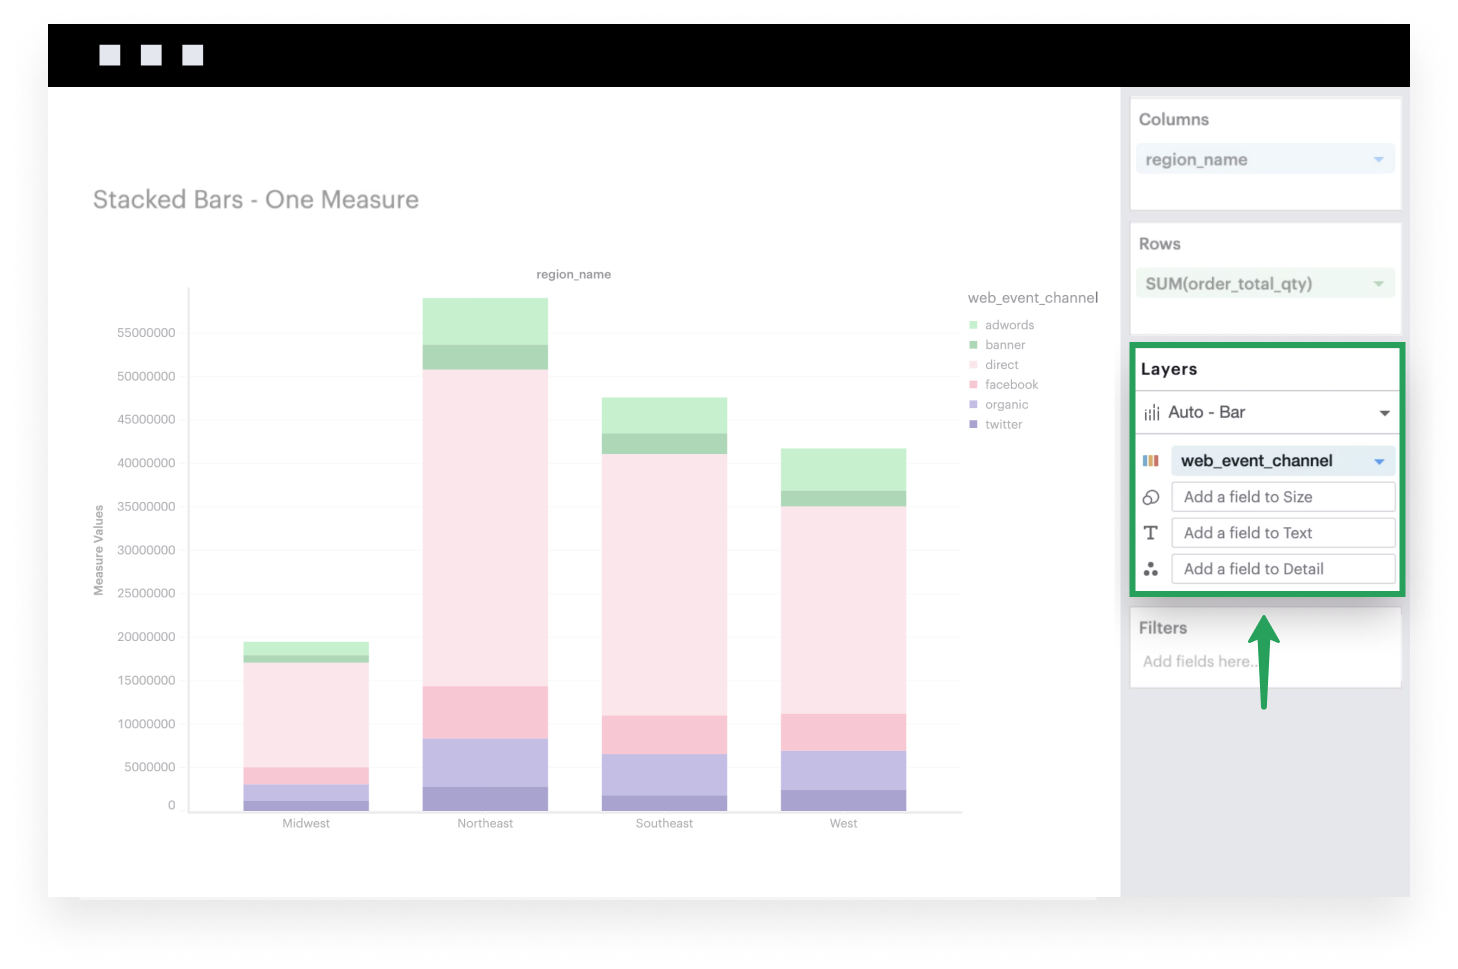 Stacked Bars - One Measure
region_name
Measure Values
55000000
50000000
45000000
40000000
35000000
30000000
25000000
20000000
15000000
10000000
5000000
0
Midwest
Northeast
Southeast
West
web_event_channel
adwords
banner
direct
facebook
organic
twitter
Columns
region_name
Rows
SUM(order_total_qty)
Layers
Auto - Bar
web_event_channel
Add a field to Size
T Add a field to Text
Add a field to Detail
Filters
Add fields here..